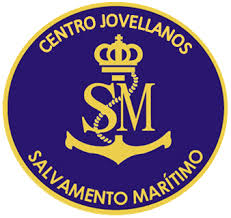 CENTRO JOVELLANOS
SM
SALVAMENTO MARÍTIMO